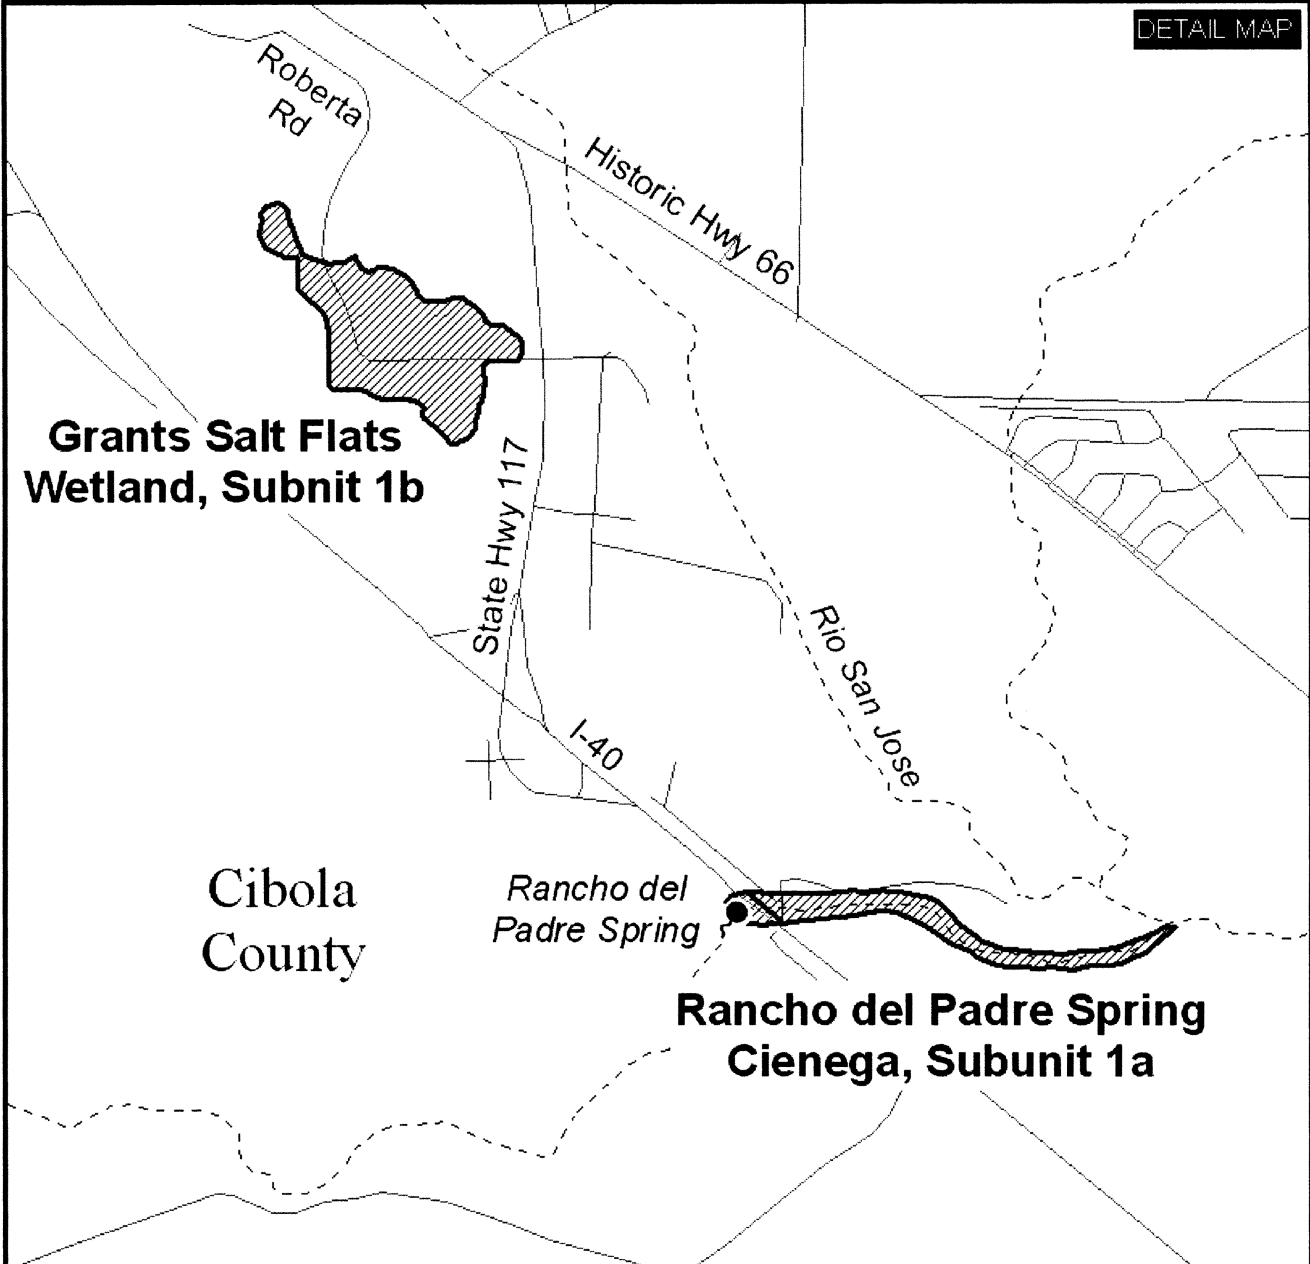 DETAIL MAP
Roberta
Rd
Historic Hwy 66
Grants Salt Flats
Wetland, Subnit 1b
State Hwy 117
Rio San Jose
I-40
Cibola
County
Rancho del
Padre Spring
Rancho del Padre Spring
Cienega, Subunit 1a